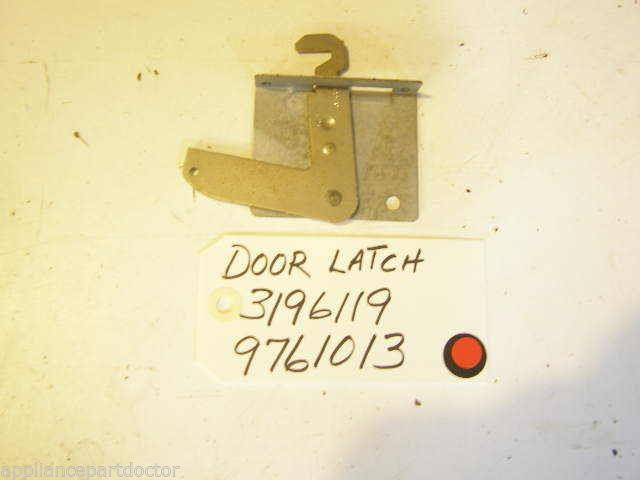 DOOR LATCH
3196119
9761013
appliancepartdoctor